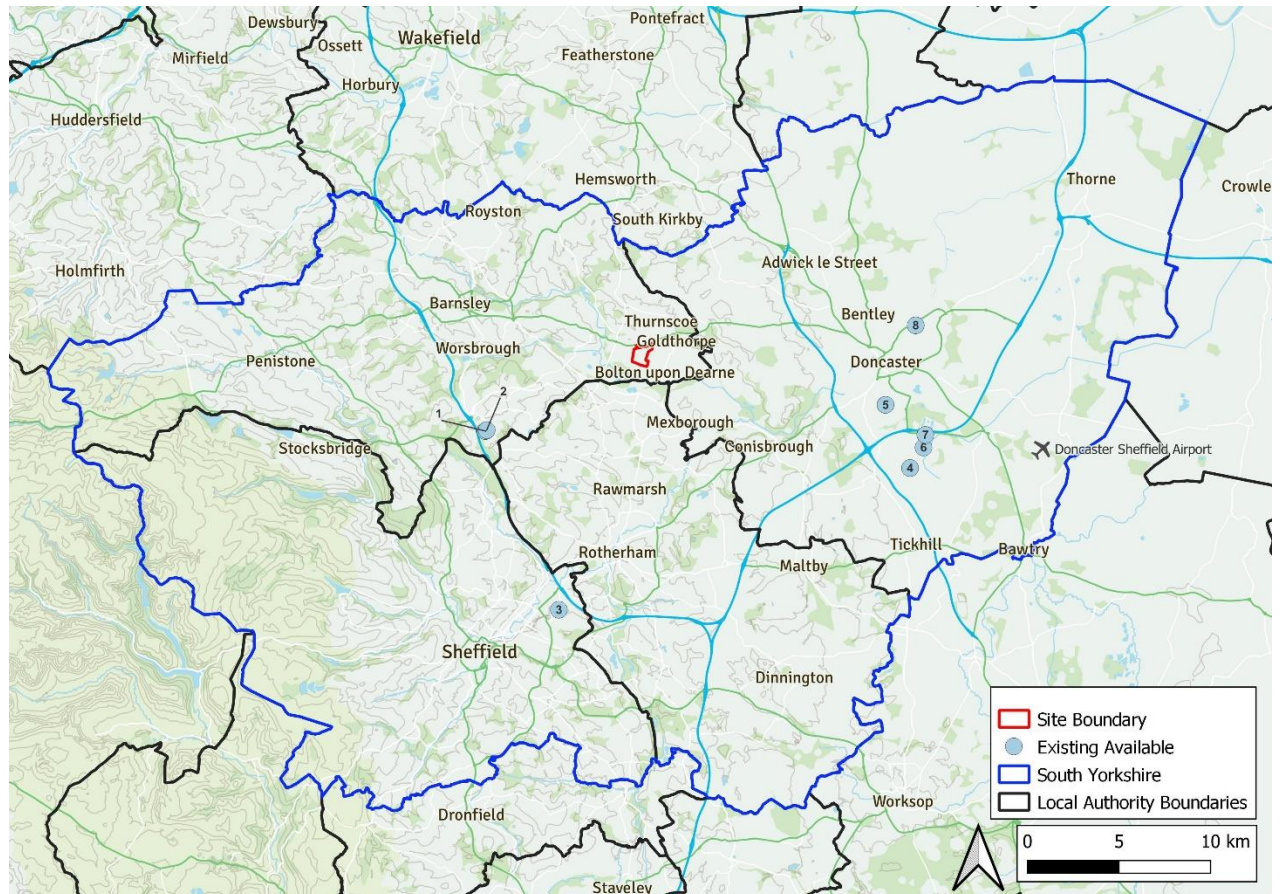 Pontefract
Dewsbury
Ossett
Wakefield
Mirfield
Featherstone
Horbury
Huddersfield
Hemsworth
Thorne
Crowle
Royston
South Kirkby
Holmfirth
Adwick le Street
Barnsley
Thurnscoe
Bentley
8
Goldthorpe
Worsbrough
Penistone
Doncaster
Bolton upon Dearne
2
1
5
Mexborough
7
Stocksbridge
Conisbrough
6
Doncaster Sheffield Airport
4
Rawmarsh
Rotherham
Tickhill
Bawtry
Maltby
3
Sheffield
Dinnington
Site Boundary
Existing Available
South Yorkshire
Local Authority Boundaries
Worksop
Dronfield
0 5 10 km
Staveley